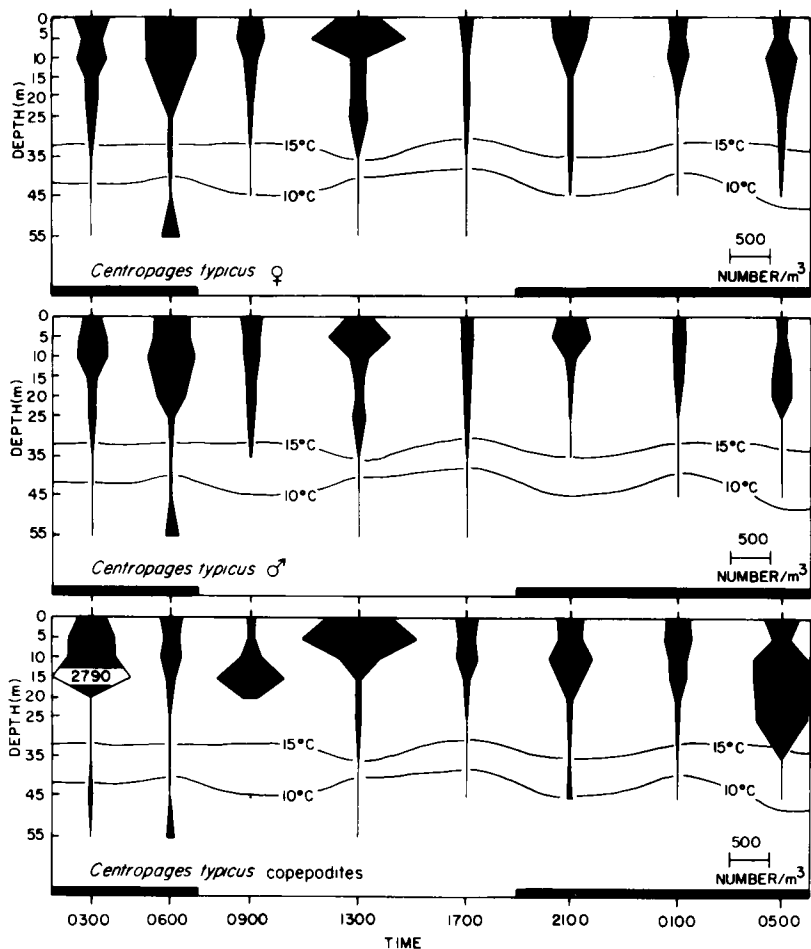 0
5
10
15
20
25
35
45
55
DEPTH(m)
15°C
15°C
10°C
10°C
500
NUMBER/m³
Centropages typicus ♀
0
5
10
15
20
25
35
45
55
DEPTH(m)
15°C
15°C
10°C
10°C
500
NUMBER/m³
Centropages typicus ♂
0
5
10
15
20
25
35
45
55
DEPTH(m)
2790
15°C
15°C
10°C
10°C
500
NUMBER/m³
Centropages typicus copepodites
0300 0600 0900 1300 1700 2100 0100 0500
TIME